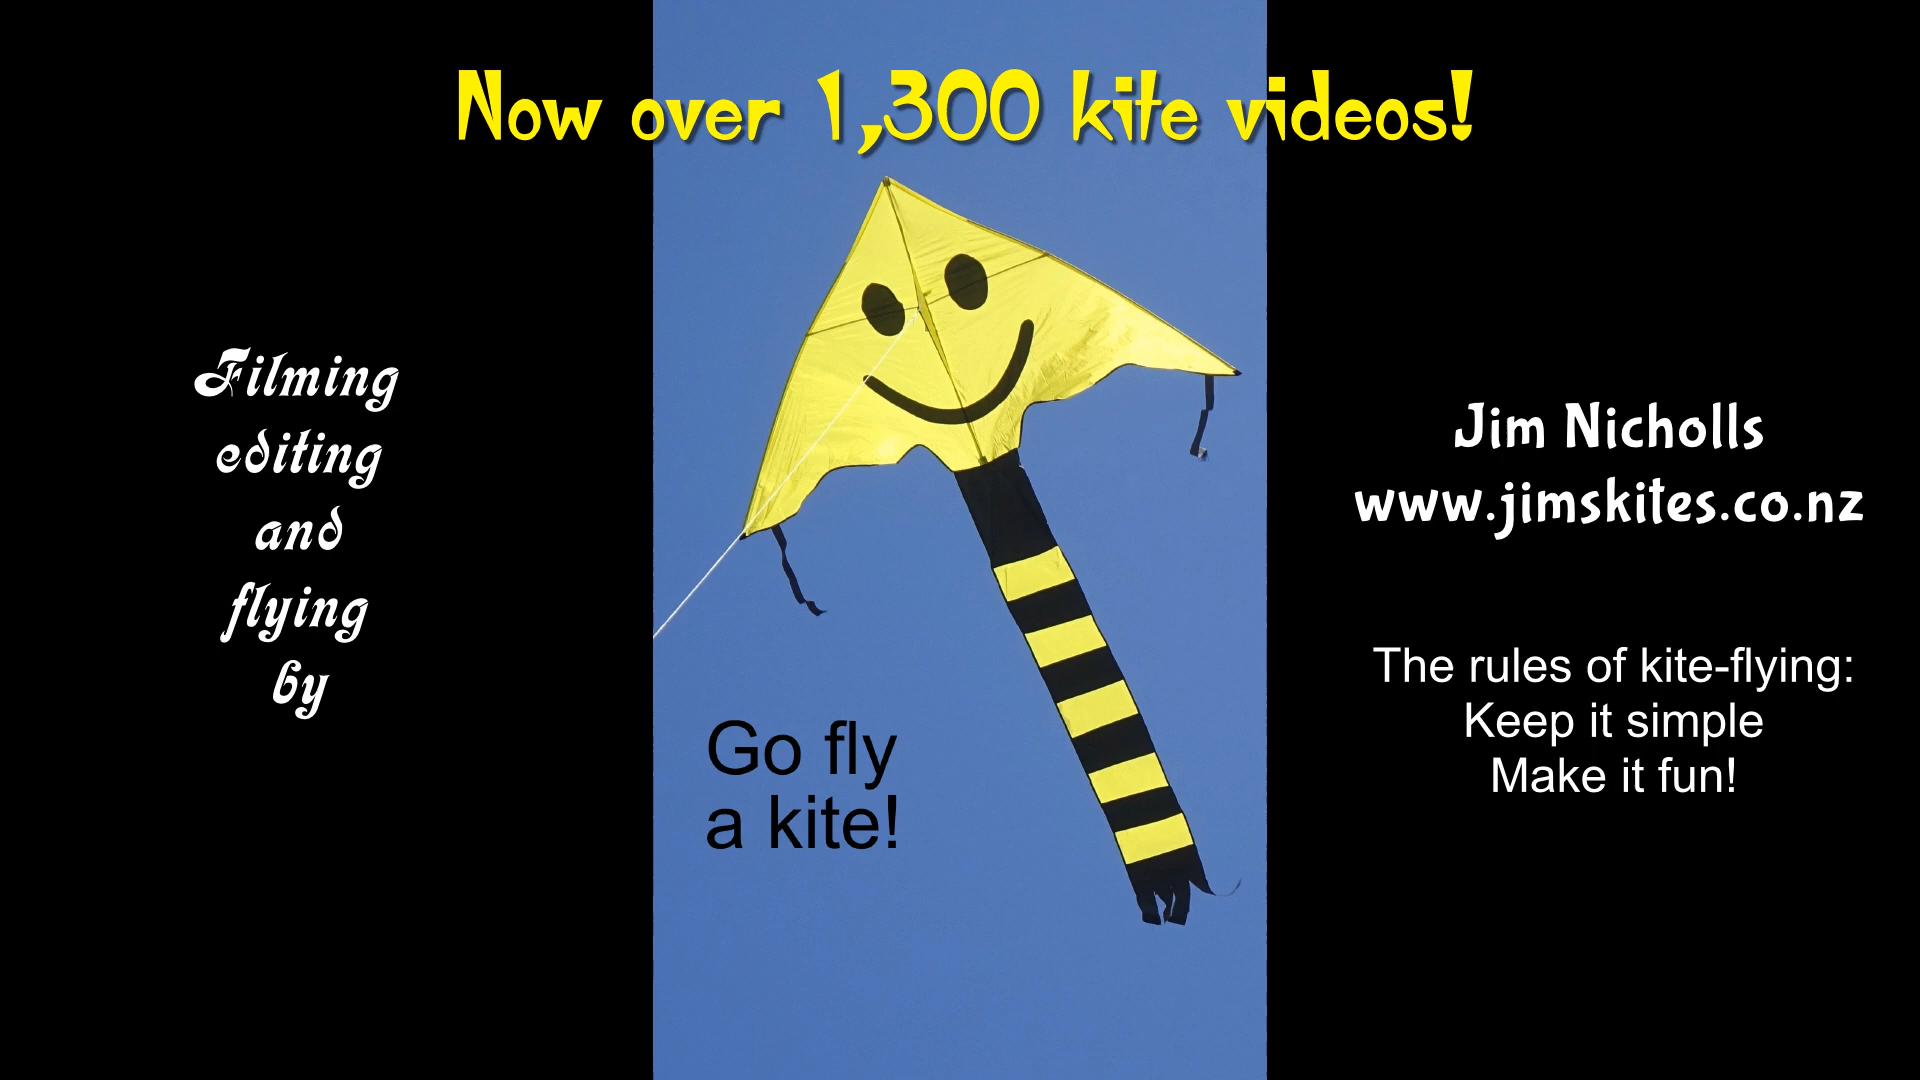 Now over 1,300 kite videos!
Filming
editing
and
flying
by
Jim Nicholls
www.jimskites.co.nz
The rules of kite-flying:
Keep it simple
Make it fun!
Go fly
a kite!